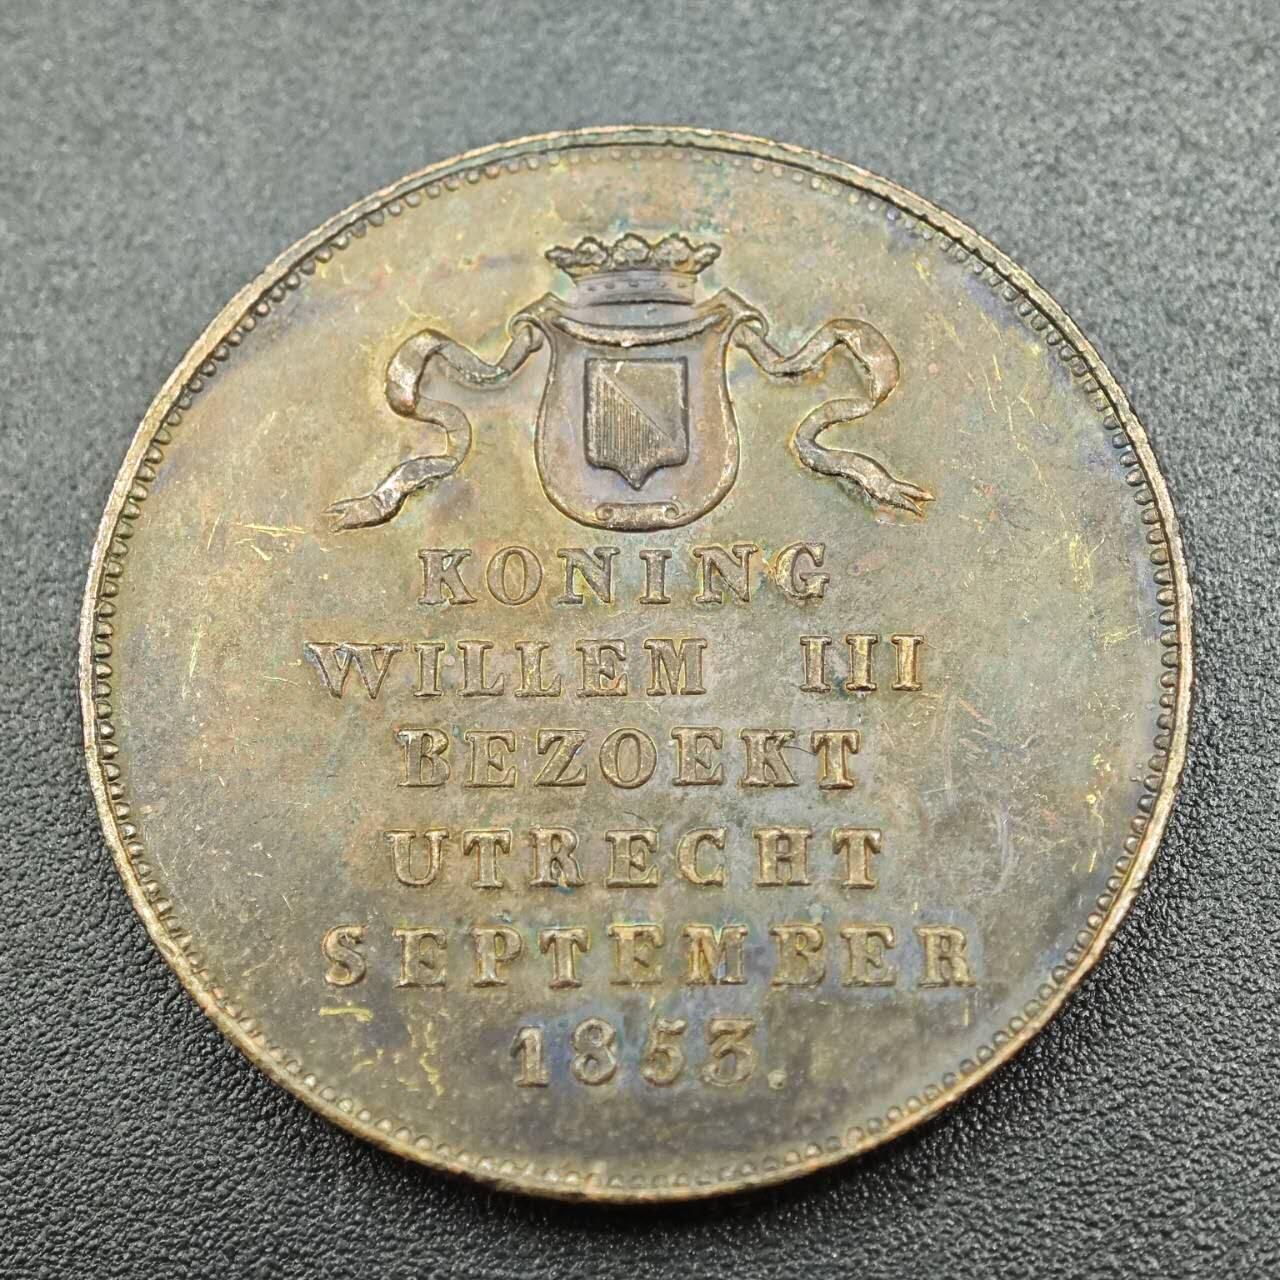 KONING
WILLEM III
BEZOEKT
UTRECHT
SEPTEMBER
1853.